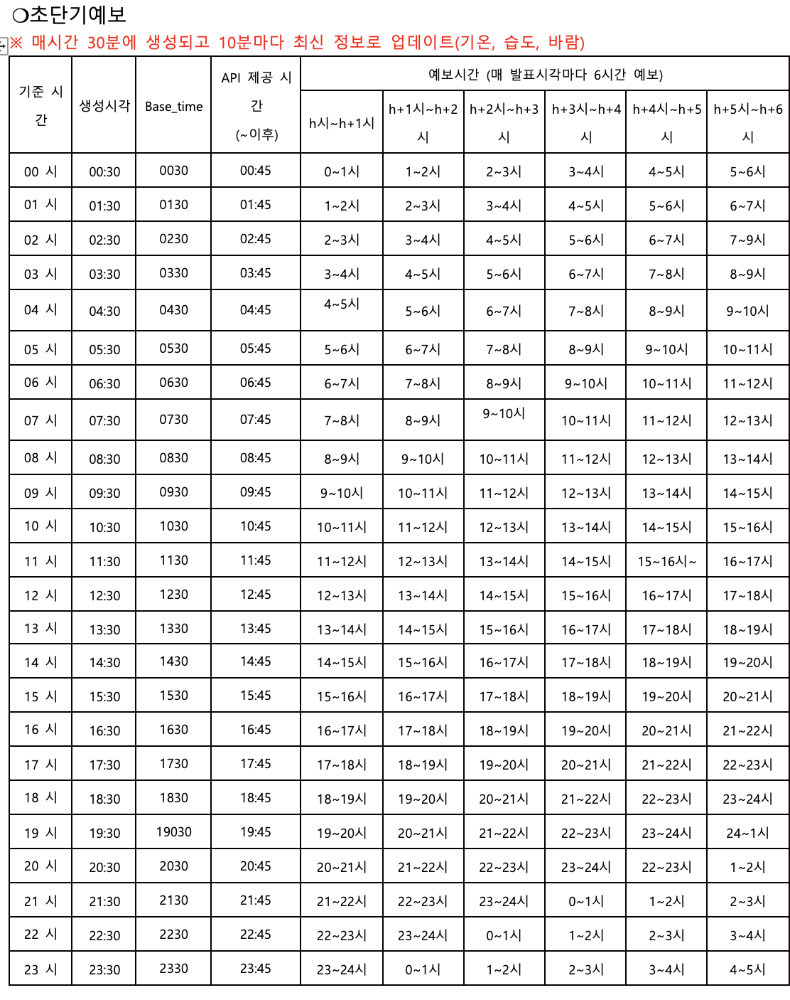 ❍초단기예보
※ 매시간 30분에 생성되고 10분마다 최신 정보로 업데이트(기온, 습도, 바람)
기준 시간 생성시각 Base_time API 제공 시간 (~이후) 예보시간 (매 발표시각마다 6시간 예보)
h시~h+1시 h+1시~h+2시 h+2시~h+3시 h+3시~h+4시 h+4시~h+5시 h+5시~h+6시
00 시 00:30 0030 00:45 0~1시 1~2시 2~3시 3~4시 4~5시 5~6시
01 시 01:30 0130 01:45 1~2시 2~3시 3~4시 4~5시 5~6시 6~7시
02 시 02:30 0230 02:45 2~3시 3~4시 4~5시 5~6시 6~7시 7~9시
03 시 03:30 0330 03:45 3~4시 4~5시 5~6시 6~7시 7~8시 8~9시
04 시 04:30 0430 04:45 4~5시 5~6시 6~7시 7~8시 8~9시 9~10시
05 시 05:30 0530 05:45 5~6시 6~7시 7~8시 8~9시 9~10시 10~11시
06 시 06:30 0630 06:45 6~7시 7~8시 8~9시 9~10시 10~11시 11~12시
07 시 07:30 0730 07:45 7~8시 8~9시 9~10시 10~11시 11~12시 12~13시
08 시 08:30 0830 08:45 8~9시 9~10시 10~11시 11~12시 12~13시 13~14시
09 시 09:30 0930 09:45 9~10시 10~11시 11~12시 12~13시 13~14시 14~15시
10 시 10:30 1030 10:45 10~11시 11~12시 12~13시 13~14시 14~15시 15~16시
11 시 11:30 1130 11:45 11~12시 12~13시 13~14시 14~15시 15~16시~ 16~17시
12 시 12:30 1230 12:45 12~13시 13~14시 14~15시 15~16시 16~17시 17~18시
13 시 13:30 1330 13:45 13~14시 14~15시 15~16시 16~17시 17~18시 18~19시
14 시 14:30 1430 14:45 14~15시 15~16시 16~17시 17~18시 18~19시 19~20시
15 시 15:30 1530 15:45 15~16시 16~17시 17~18시 18~19시 19~20시 20~21시
16 시 16:30 1630 16:45 16~17시 17~18시 18~19시 19~20시 20~21시 21~22시
17 시 17:30 1730 17:45 17~18시 18~19시 19~20시 20~21시 21~22시 22~23시
18 시 18:30 1830 18:45 18~19시 19~20시 20~21시 21~22시 22~23시 23~24시
19 시 19:30 19030 19:45 19~20시 20~21시 21~22시 22~23시 23~24시 24~1시
20 시 20:30 2030 20:45 20~21시 21~22시 22~23시 23~24시 22~23시 1~2시
21 시 21:30 2130 21:45 21~22시 22~23시 23~24시 0~1시 1~2시 2~3시
22 시 22:30 2230 22:45 22~23시 23~24시 0~1시 1~2시 2~3시 3~4시
23 시 23:30 2330 23:45 23~24시 0~1시 1~2시 2~3시 3~4시 4~5시